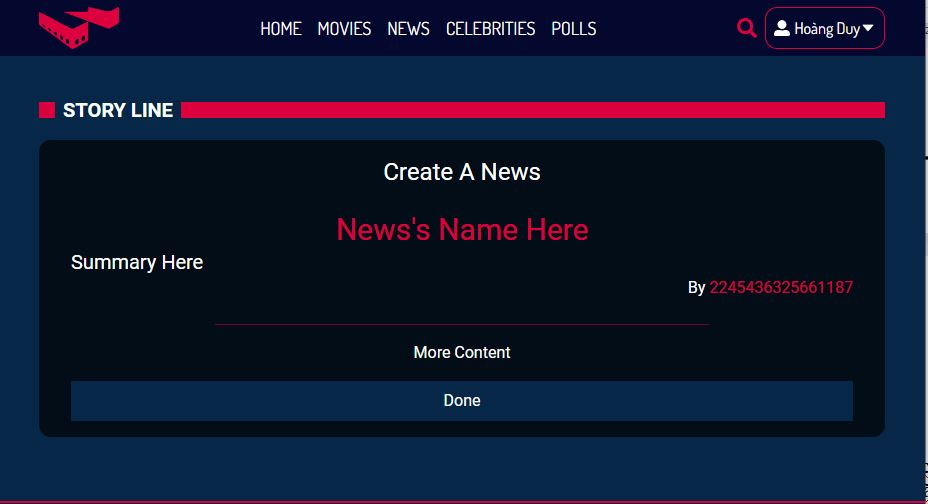 HOME MOVIES NEWS CELEBRITIES POLLS Hoàng Duy
STORY LINE
Create A News
News's Name Here
Summary Here
By 2245436325661187
More Content
Done